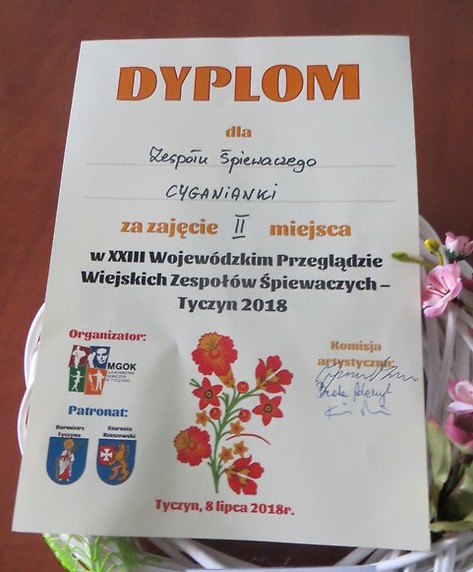 DYPLOM
dla
Zespołu Śpiewaczego
CYGANIANKI
za zajęcie II miejsca
w XXIII Wojewódzkim Przeglądzie
Wiejskich Zespołów Śpiewaczych –
Tyczyn 2018
Organizator:
MGOK
W TYCZYNIE
Patronat:
Burmistrz
Tyczyna
Starosta
Rzeszowski
Komisja
artystyczna:
Tyczyn, 8 lipca 2018r.